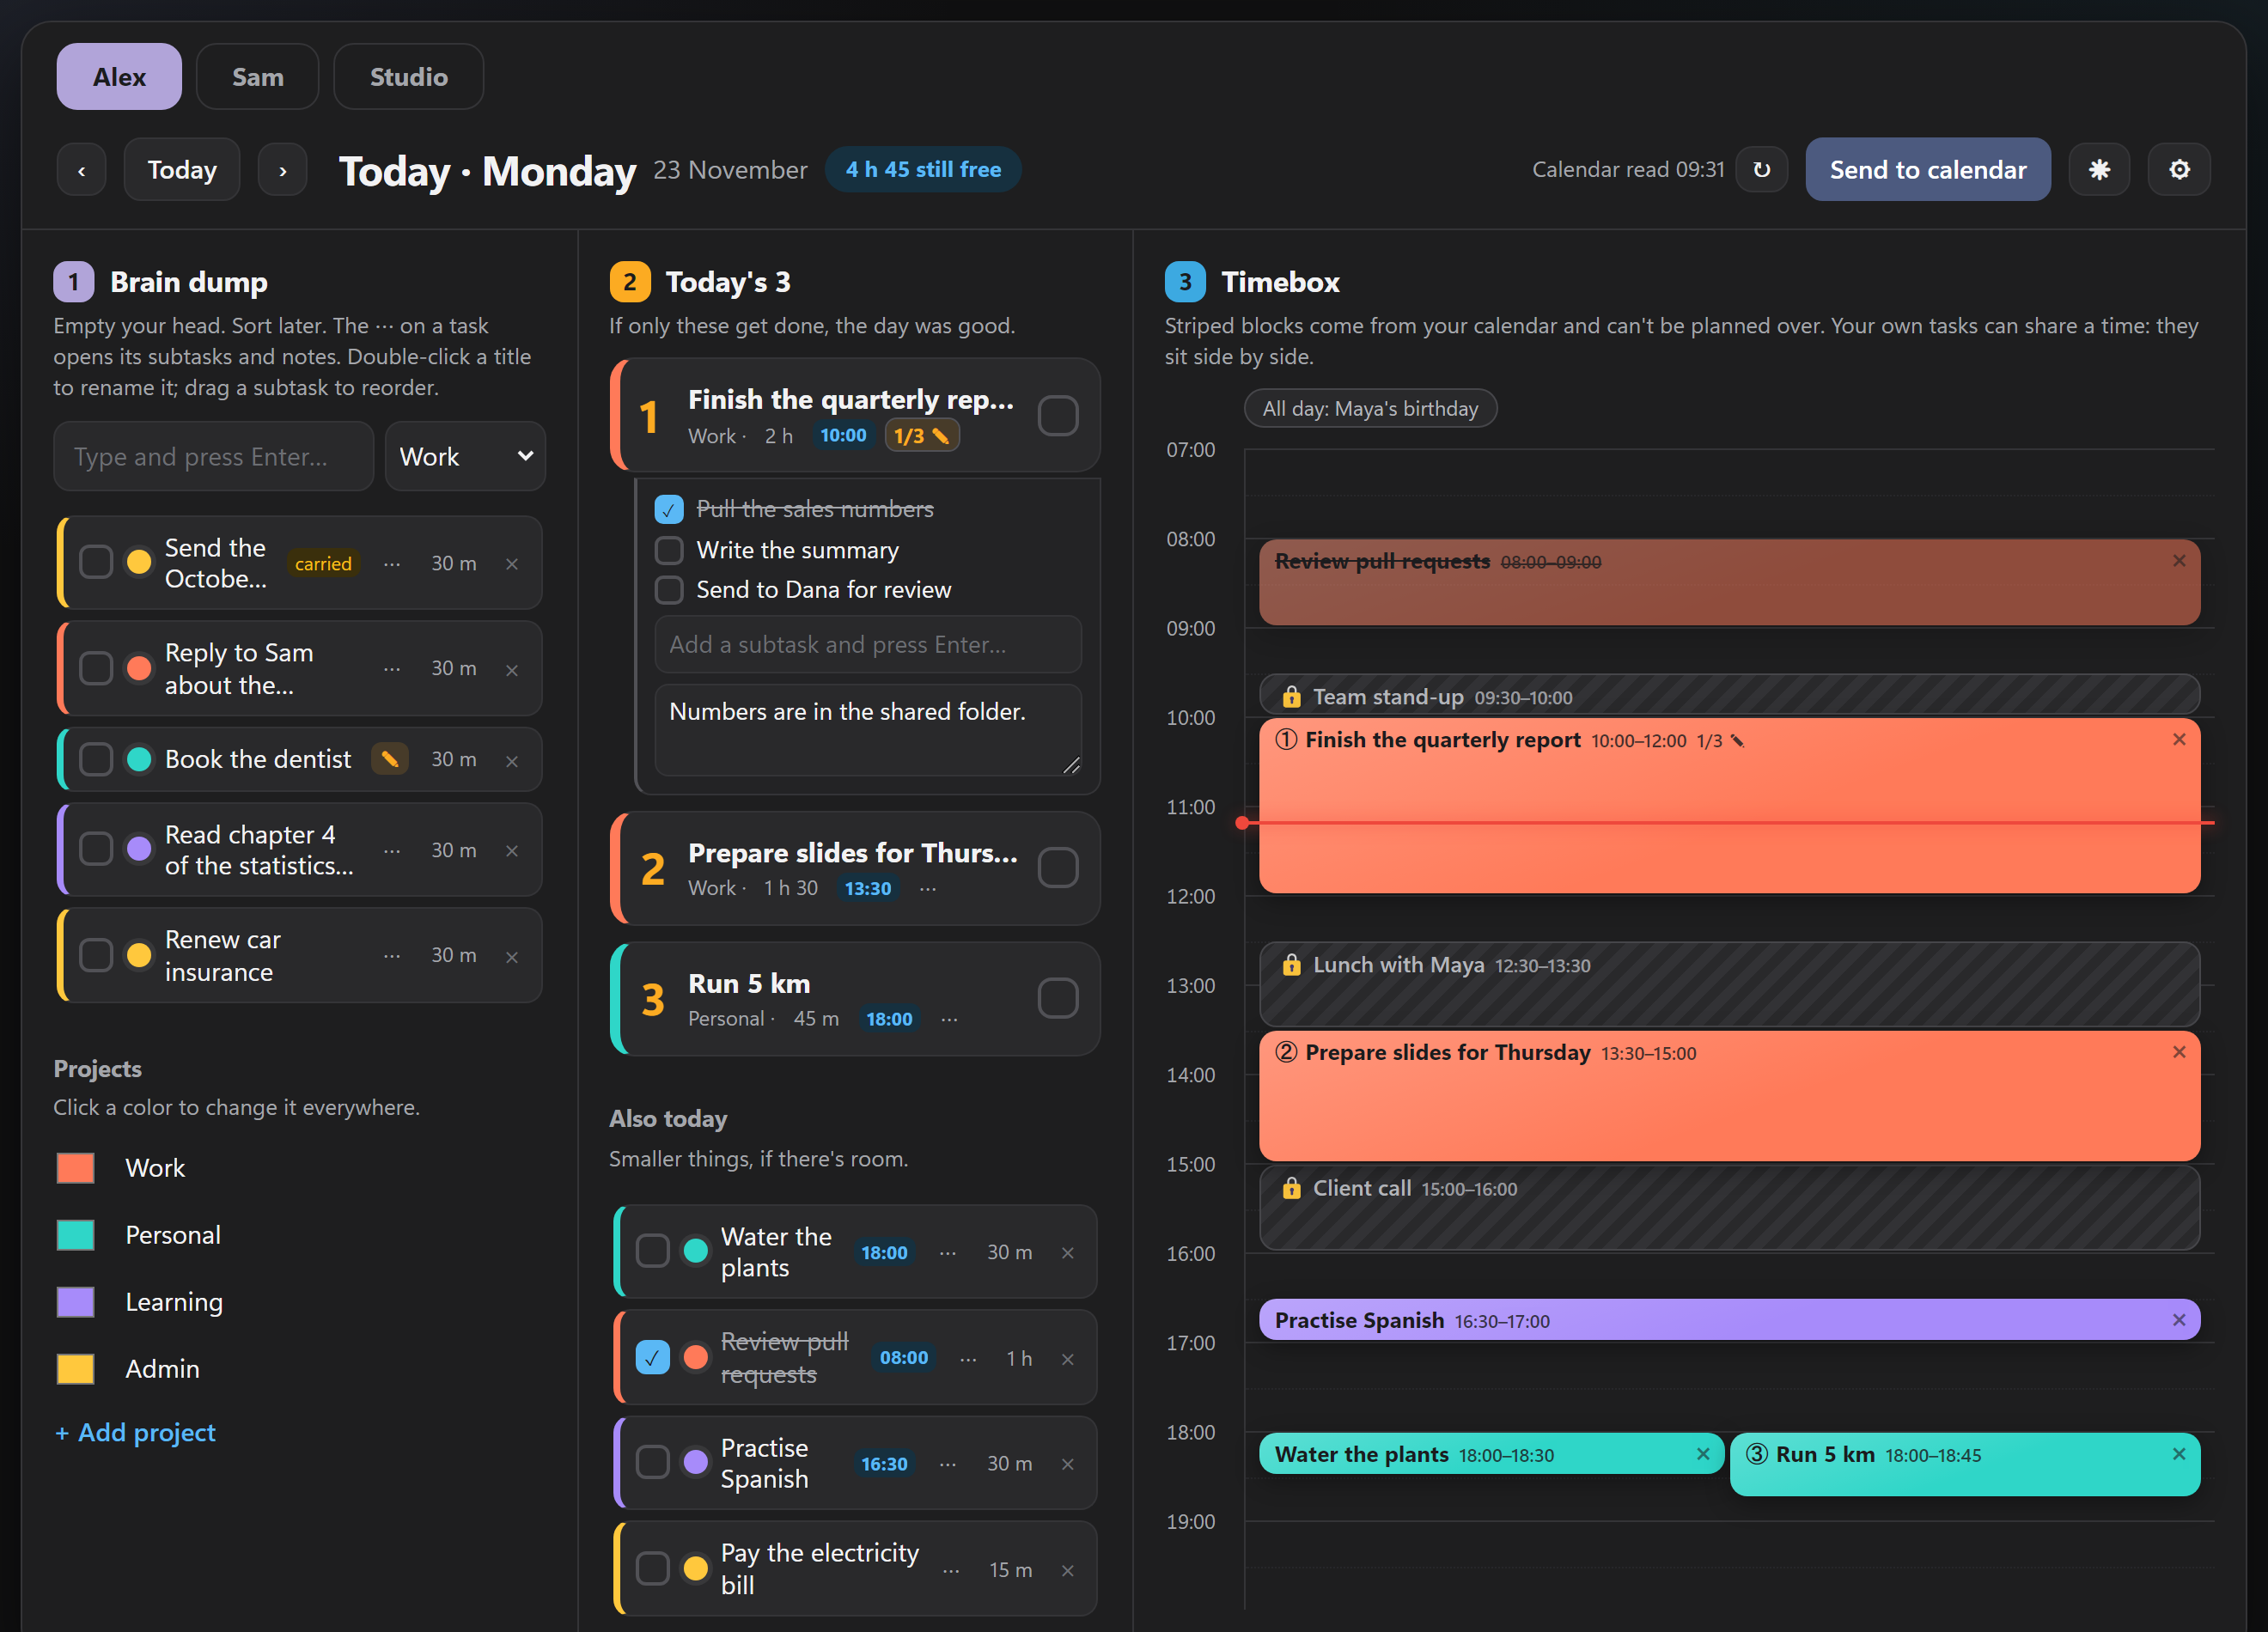 Alex
Sam
Studio
‹
Today
›
Today · Monday
23 November
4 h 45 still free
Calendar read 09:31
↻
Send to calendar
1
Brain dump
Empty your head. Sort later. The ··· on a task
opens its subtasks and notes. Double-click a title
to rename it; drag a subtask to reorder.
Type and press Enter...
Work
Send the
Octobe...
carried
···
30 m
×
Reply to Sam
about the...
···
30 m
×
Book the dentist
30 m
×
Read chapter 4
of the statistics...
···
30 m
×
Renew car
insurance
···
30 m
×
Projects
Click a color to change it everywhere.
Work
Personal
Learning
Admin
+ Add project
2
Today's 3
If only these get done, the day was good.
1
Finish the quarterly rep...
Work · 2 h 10:00 1/3
Pull the sales numbers
Write the summary
Send to Dana for review
Add a subtask and press Enter...
Numbers are in the shared folder.
2
Prepare slides for Thurs...
Work · 1 h 30 13:30 ···
3
Run 5 km
Personal · 45 m 18:00 ···
Also today
Smaller things, if there's room.
Water the
plants
18:00
···
30 m
×
Review pull
requests
08:00
···
1 h
×
Practise
Spanish
16:30
···
30 m
×
Pay the electricity
bill
···
15 m
×
3
Timebox
Striped blocks come from your calendar and can't be planned over. Your own tasks can share a time: they
sit side by side.
All day: Maya's birthday
07:00
08:00
Review pull requests 08:00–09:00 ×
09:00
Team stand-up 09:30–10:00
10:00
① Finish the quarterly report 10:00–12:00 1/3 ×
11:00
12:00
Lunch with Maya 12:30–13:30
13:00
② Prepare slides for Thursday 13:30–15:00 ×
14:00
15:00
Client call 15:00–16:00
16:00
Practise Spanish 16:30–17:00 ×
17:00
18:00
Water the plants 18:00–18:30 ×
③ Run 5 km 18:00–18:45 ×
19:00